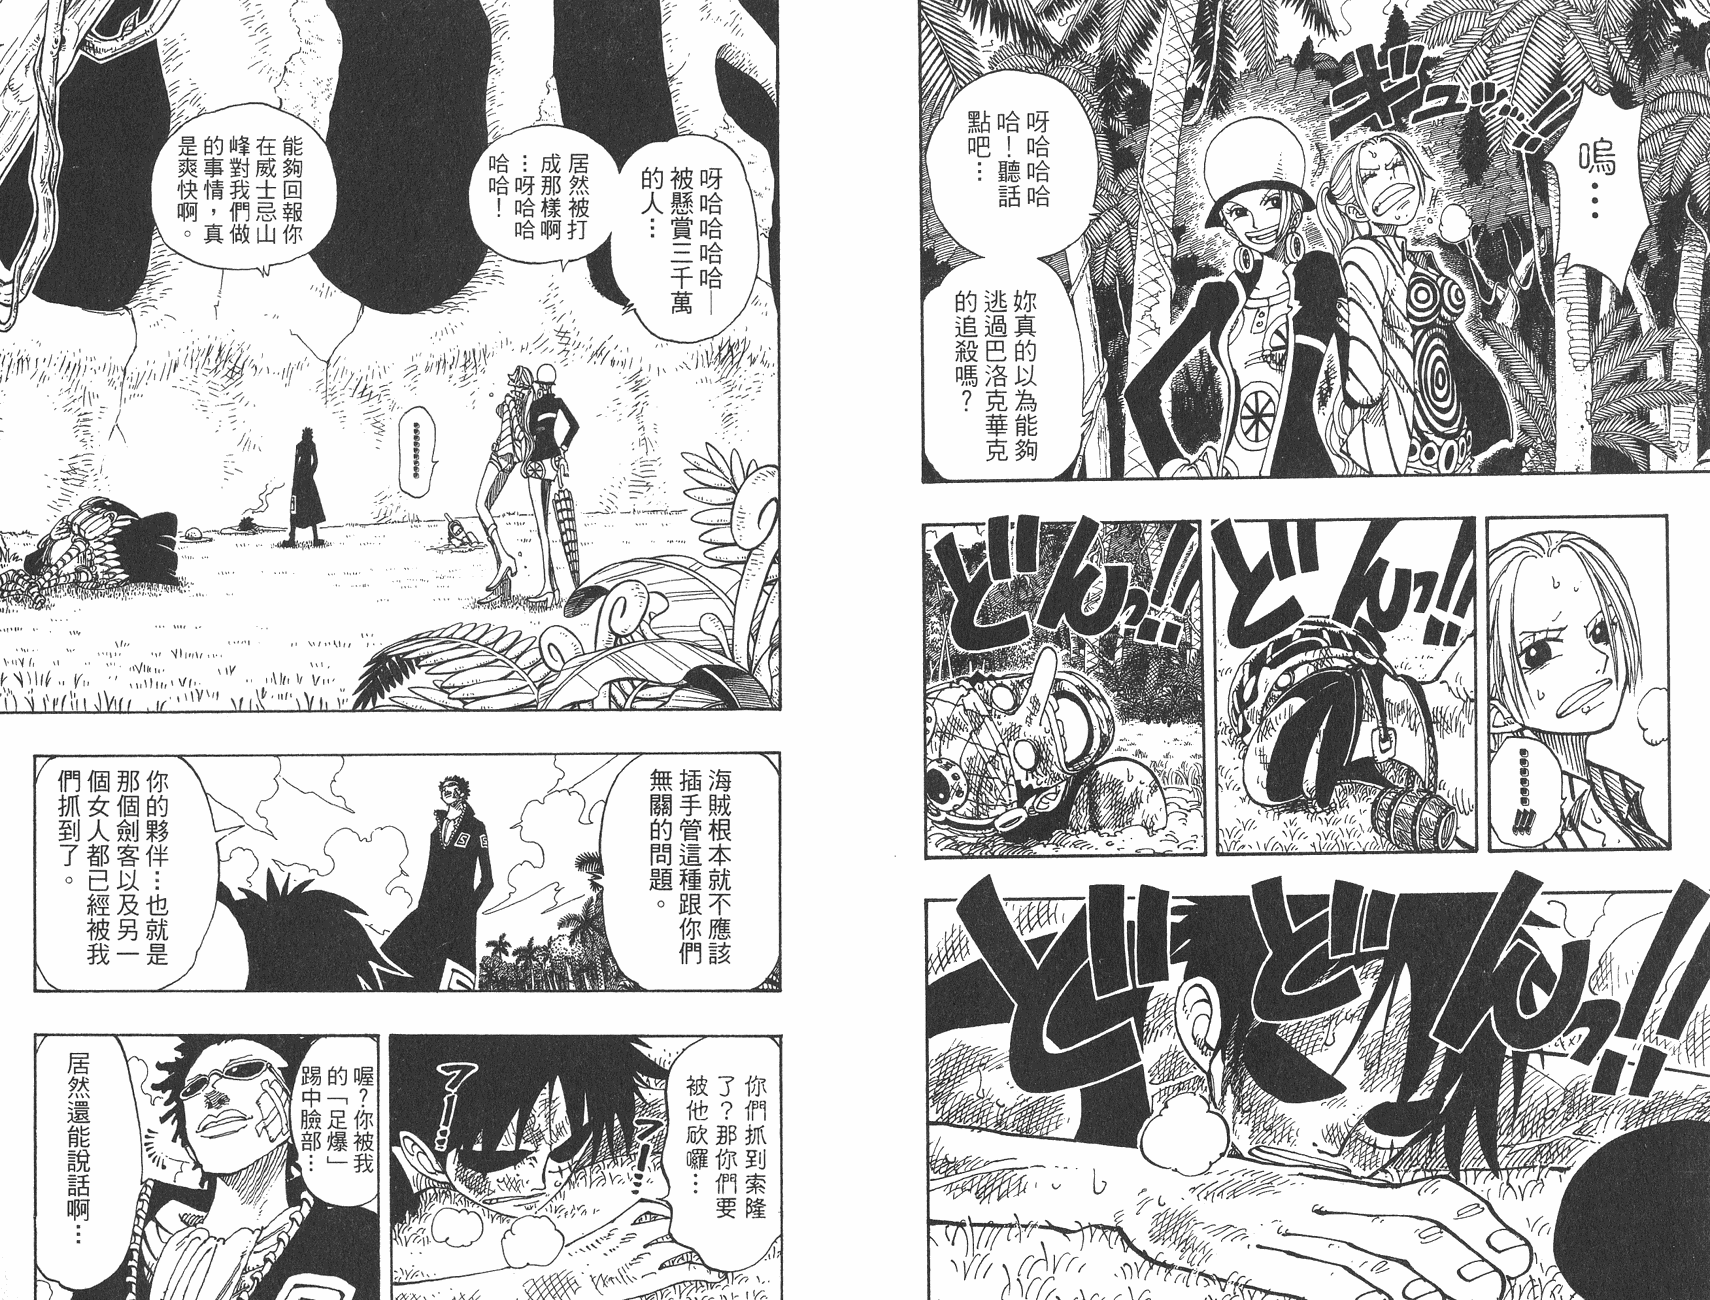 嗚…
ギュッ…!!!
呀哈哈哈
哈！聽話
點吧…
妳真的以為能夠
逃過巴洛克華克
的追殺嗎？
…………!!!
どんっ!!
どんっ!!
どどんっ!!
呀哈哈哈哈—
被懸賞三千萬
的人…
居然被打
成那樣啊
…呀哈哈
哈哈！
能夠回報你
在威士忌山
峰對我們做
的事情，真
是爽快啊。
…………
海賊根本就不應該
插手管這種跟你們
無關的問題。
你的夥伴…也就是
那個劍客以及另一
個女人都已經被我
們抓到了。
你們抓到索隆
了？那你們要
被他砍囉…
フー…!
フー…!!
喔？你被我
的「足爆」
踢中臉部…
居然還能說話啊…